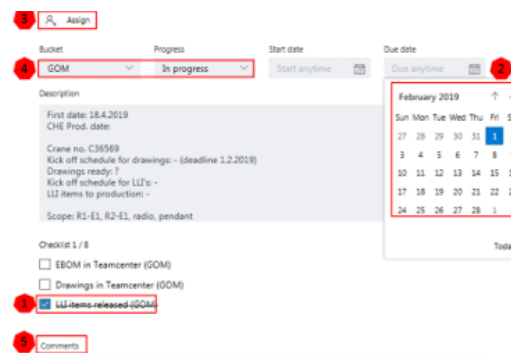 3 Assign
Bucket Progress Start date Due date
4 GOM In progress Start anytime Due anytime 2
Description
First date: 18.4.2019
CHE Prod. date:
Crane no. C36569
Kick off schedule for drawings: - (deadline 1.2.2019)
Drawings ready: ?
Kick off schedule for LLI's: -
LLI items to production: -
Scope: R1-E1, R2-E1, radio, pendant
February 2019
Sun Mon Tue Wed Thu Fri S
27 28 29 30 31 1
3 4 5 6 7 8
10 11 12 13 14 15
17 18 19 20 21 22
24 25 26 27 28 1
Toda
Checklist 1 / 8
EBOM in Teamcenter (GOM)
Drawings in Teamcenter (GOM)
1 LLI items released (GOM)
5 Comments